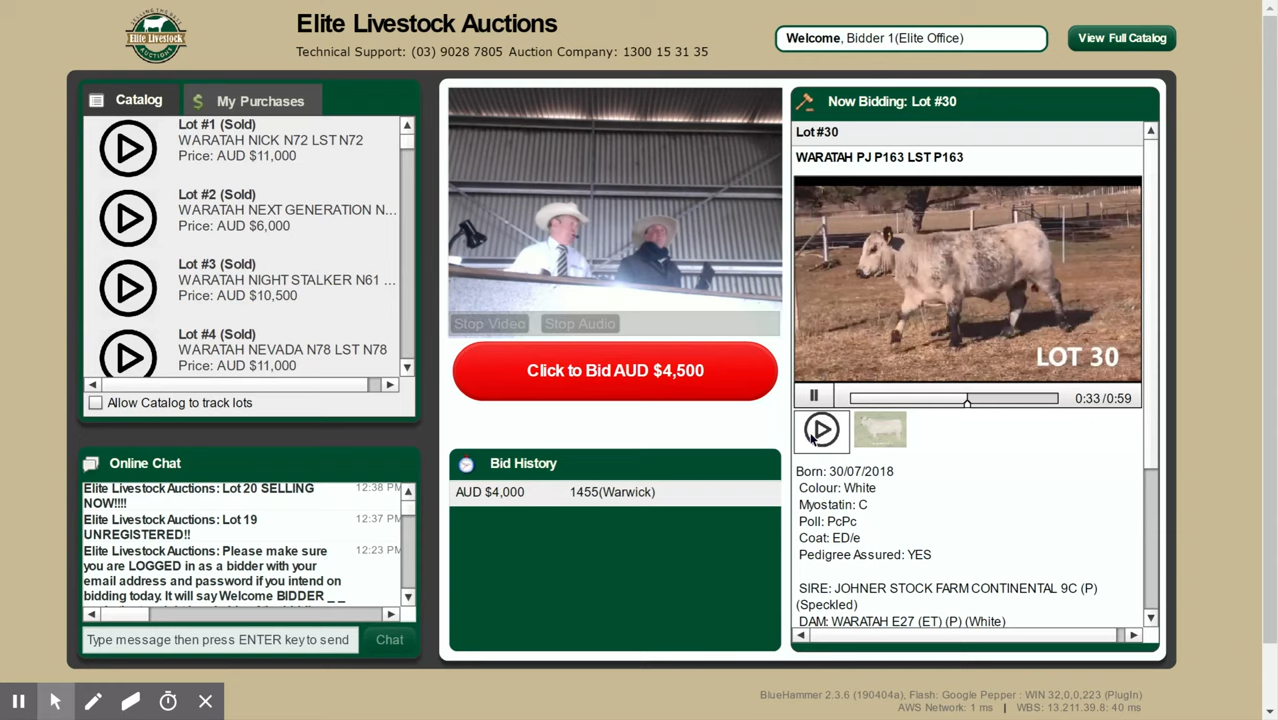 Elite Livestock Auctions
Technical Support: (03) 9028 7805 Auction Company: 1300 15 31 35
Elite Livestock
AUCTIONS
Welcome, Bidder 1(Elite Office)
View Full Catalog
Catalog
$ My Purchases
Lot #1 (Sold)
WARATAH NICK N72 LST N72
Price: AUD $11,000
Lot #2 (Sold)
WARATAH NEXT GENERATION N...
Price: AUD $6,000
Lot #3 (Sold)
WARATAH NIGHT STALKER N61 ...
Price: AUD $10,500
Lot #4 (Sold)
WARATAH NEVADA N78 LST N78
Price: AUD $11,000
Allow Catalog to track lots
Online Chat
Elite Livestock Auctions: Lot 20 SELLING 12:38 PM
NOW!!!!
Elite Livestock Auctions: Lot 19 12:37 PM
UNREGISTERED!!
Elite Livestock Auctions: Please make sure 12:23 PM
you are LOGGED in as a bidder with your
email address and password if you intend on
bidding today. It will say Welcome BIDDER _ _
Type message then press ENTER key to send
Chat
Stop Video
Stop Audio
Click to Bid AUD $4,500
Bid History
AUD $4,000 1455(Warwick)
Now Bidding: Lot #30
Lot #30
WARATAH PJ P163 LST P163
LOT 30
0:33 / 0:59
Born: 30/07/2018
Colour: White
Myostatin: C
Poll: PcPc
Coat: ED/e
Pedigree Assured: YES
SIRE: JOHNER STOCK FARM CONTINENTAL 9C (P)
(Speckled)
DAM: WARATAH E27 (ET) (P) (White)
BlueHammer 2.3.6 (190404a), Flash: Google Pepper : WIN 32,0,0,223 (PlugIn)
AWS Network: 1 ms | WBS: 13.211.39.8: 40 ms